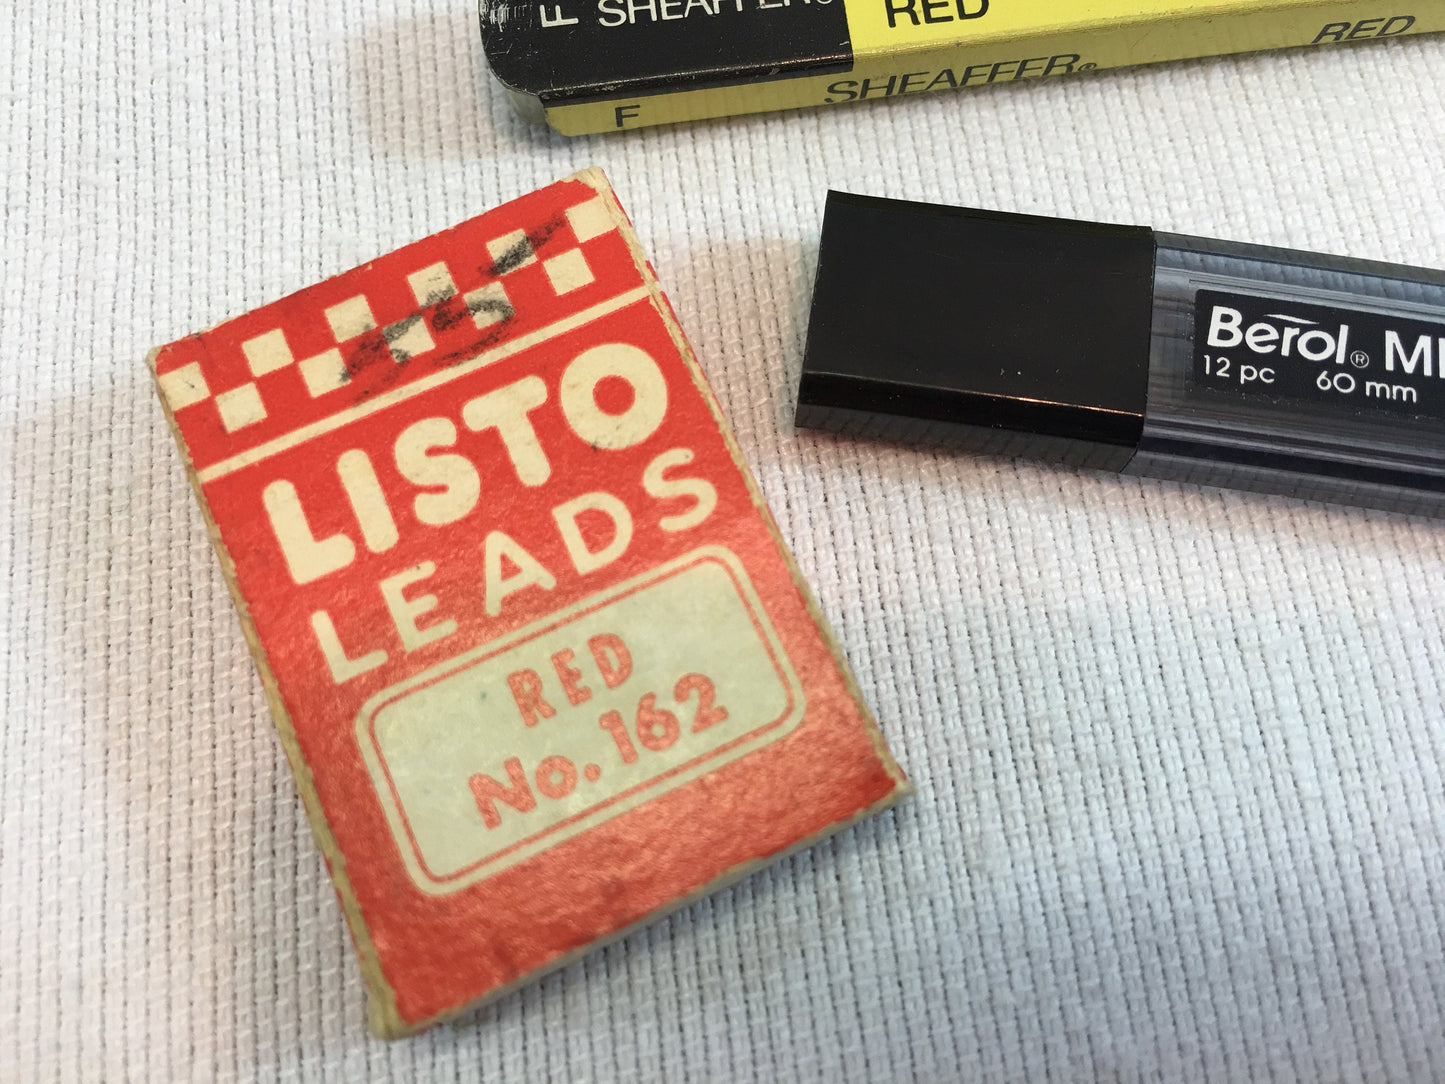 F SHEAFFER® RED
F SHEAFFER® RED
LISTO
LEADS
RED
No. 162
Berol®
12 pc 60 mm